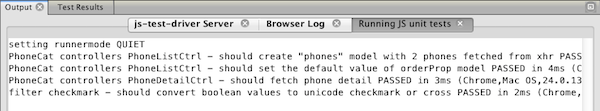 Output Test Results
js-test-driver Server Browser Log Running JS unit tests
setting runnermode QUIET
PhoneCat controllers PhoneListCtrl - should create "phones" model with 2 phones fetched from xhr PASS
PhoneCat controllers PhoneListCtrl - should set the default value of orderProp model PASSED in 4ms (C
PhoneCat controllers PhoneDetailCtrl - should fetch phone detail PASSED in 3ms (Chrome,Mac OS,24.0.13
filter checkmark - should convert boolean values to unicode checkmark or cross PASSED in 2ms (Chrome,